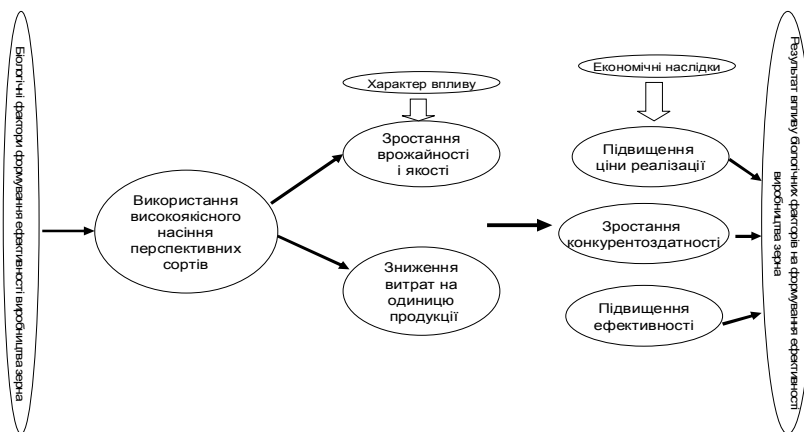 Біологічні фактори формування ефективності виробництва зерна
Характер впливу
Економічні наслідки
Зростання
врожайності
і якості
Підвищення
ціни реалізації
Використання
високоякісного
насіння
перспективних
сортів
Зростання
конкурентоздатності
Зниження
витрат на
одиницю
продукції
Підвищення
ефективності
Результат впливу біологічних факторів на формування ефективності
виробництва зерна